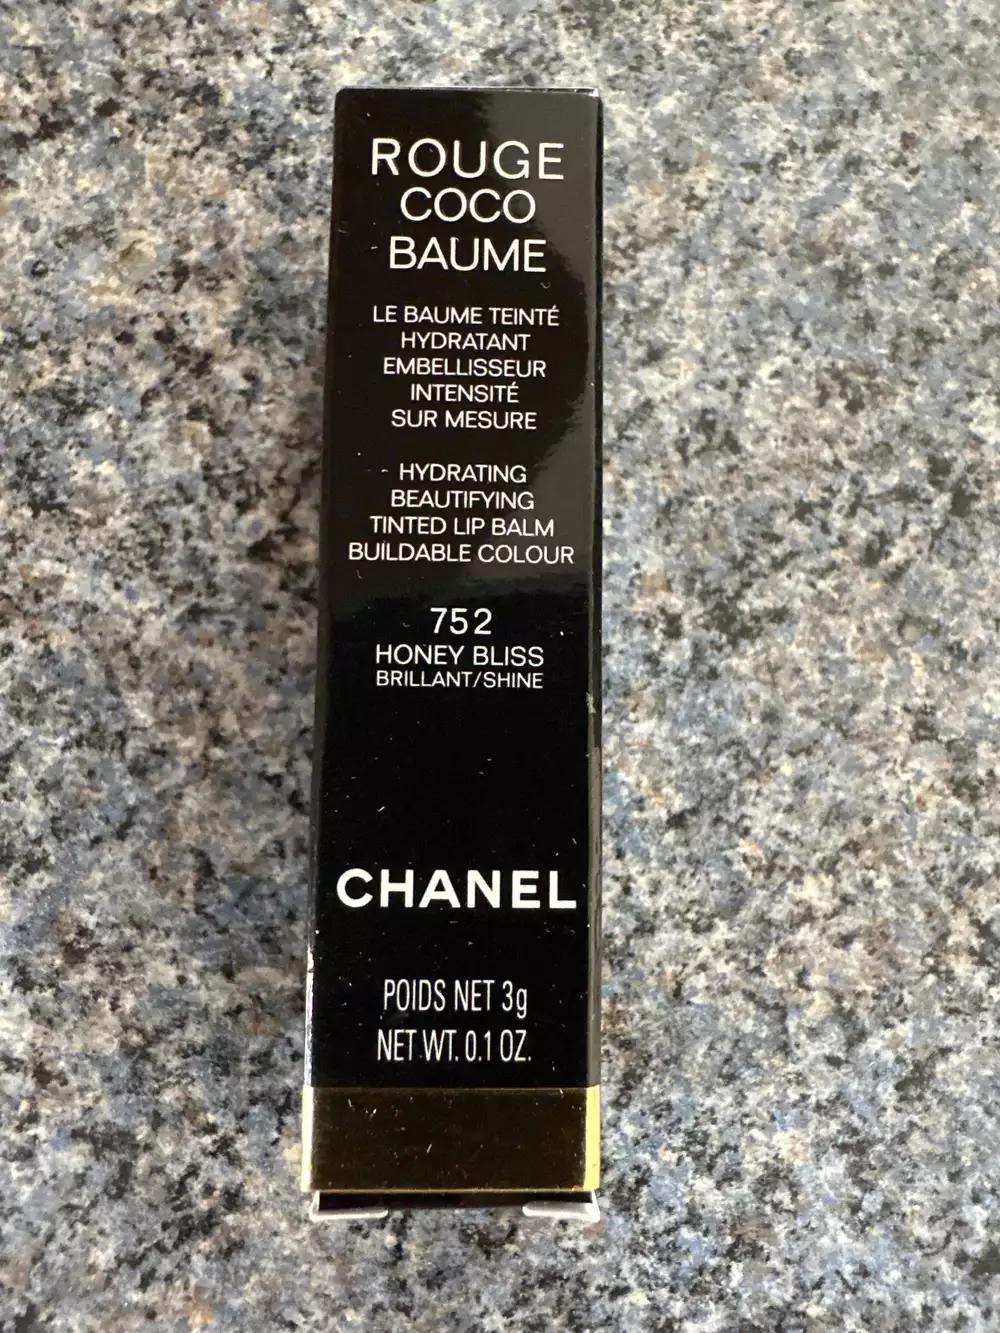 ROUGE
COCO
BAUME
LE BAUME TEINTÉ
HYDRATANT
EMBELLISSEUR
INTENSITÉ
SUR MESURE
HYDRATING
BEAUTIFYING
TINTED LIP BALM
BUILDABLE COLOUR
752
HONEY BLISS
BRILLANT/SHINE
CHANEL
POIDS NET 3g
NET WT. 0.1 OZ.